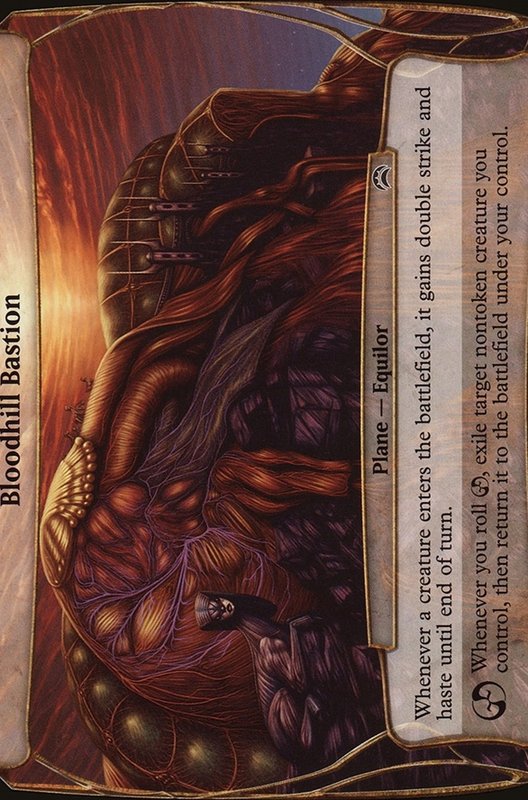 Bloodhill Bastion
Plane — Equilor
Whenever a creature enters the battlefield, it gains double strike and
haste until end of turn.
Whenever you roll , exile target nontoken creature you
control, then return it to the battlefield under your control.